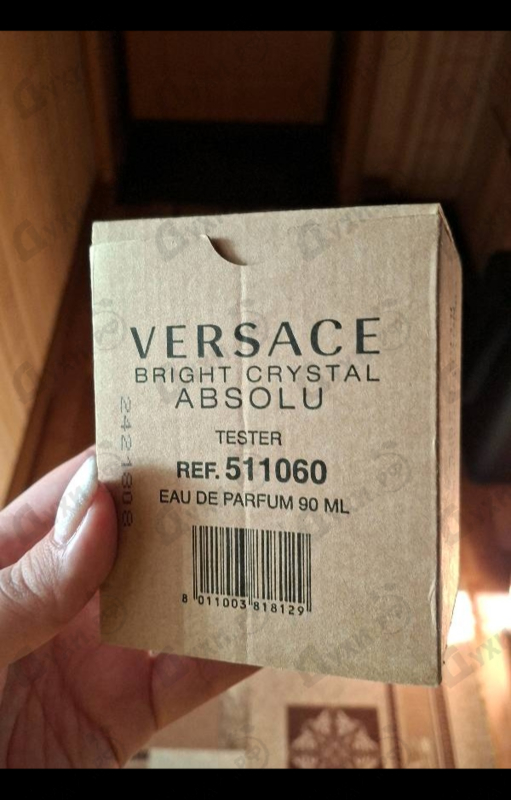 VERSACE
BRIGHT CRYSTAL
ABSOLU
TESTER
REF. 511060
EAU DE PARFUM 90 ML
8 011003 818129
2421808